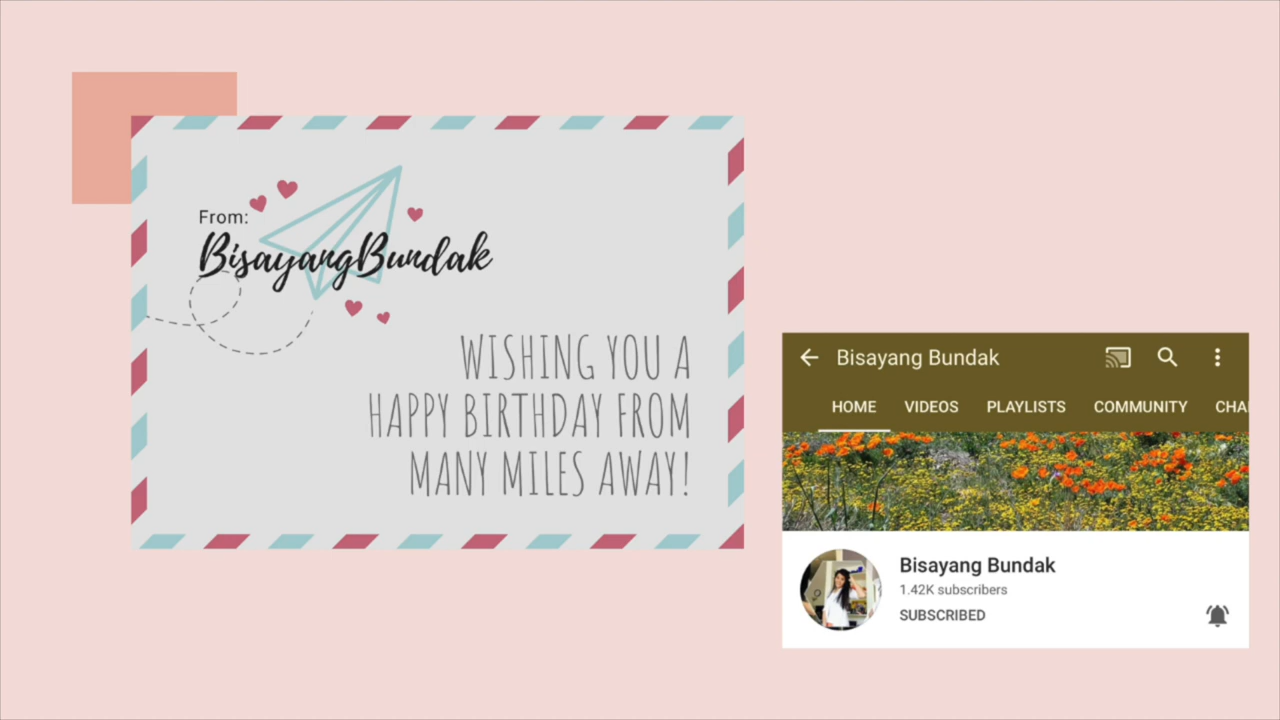 From:
BisayangBundak
WISHING YOU A
HAPPY BIRTHDAY FROM
MANY MILES AWAY!
Bisayang Bundak
HOME VIDEOS PLAYLISTS COMMUNITY CHA
Bisayang Bundak
1.42K subscribers
SUBSCRIBED